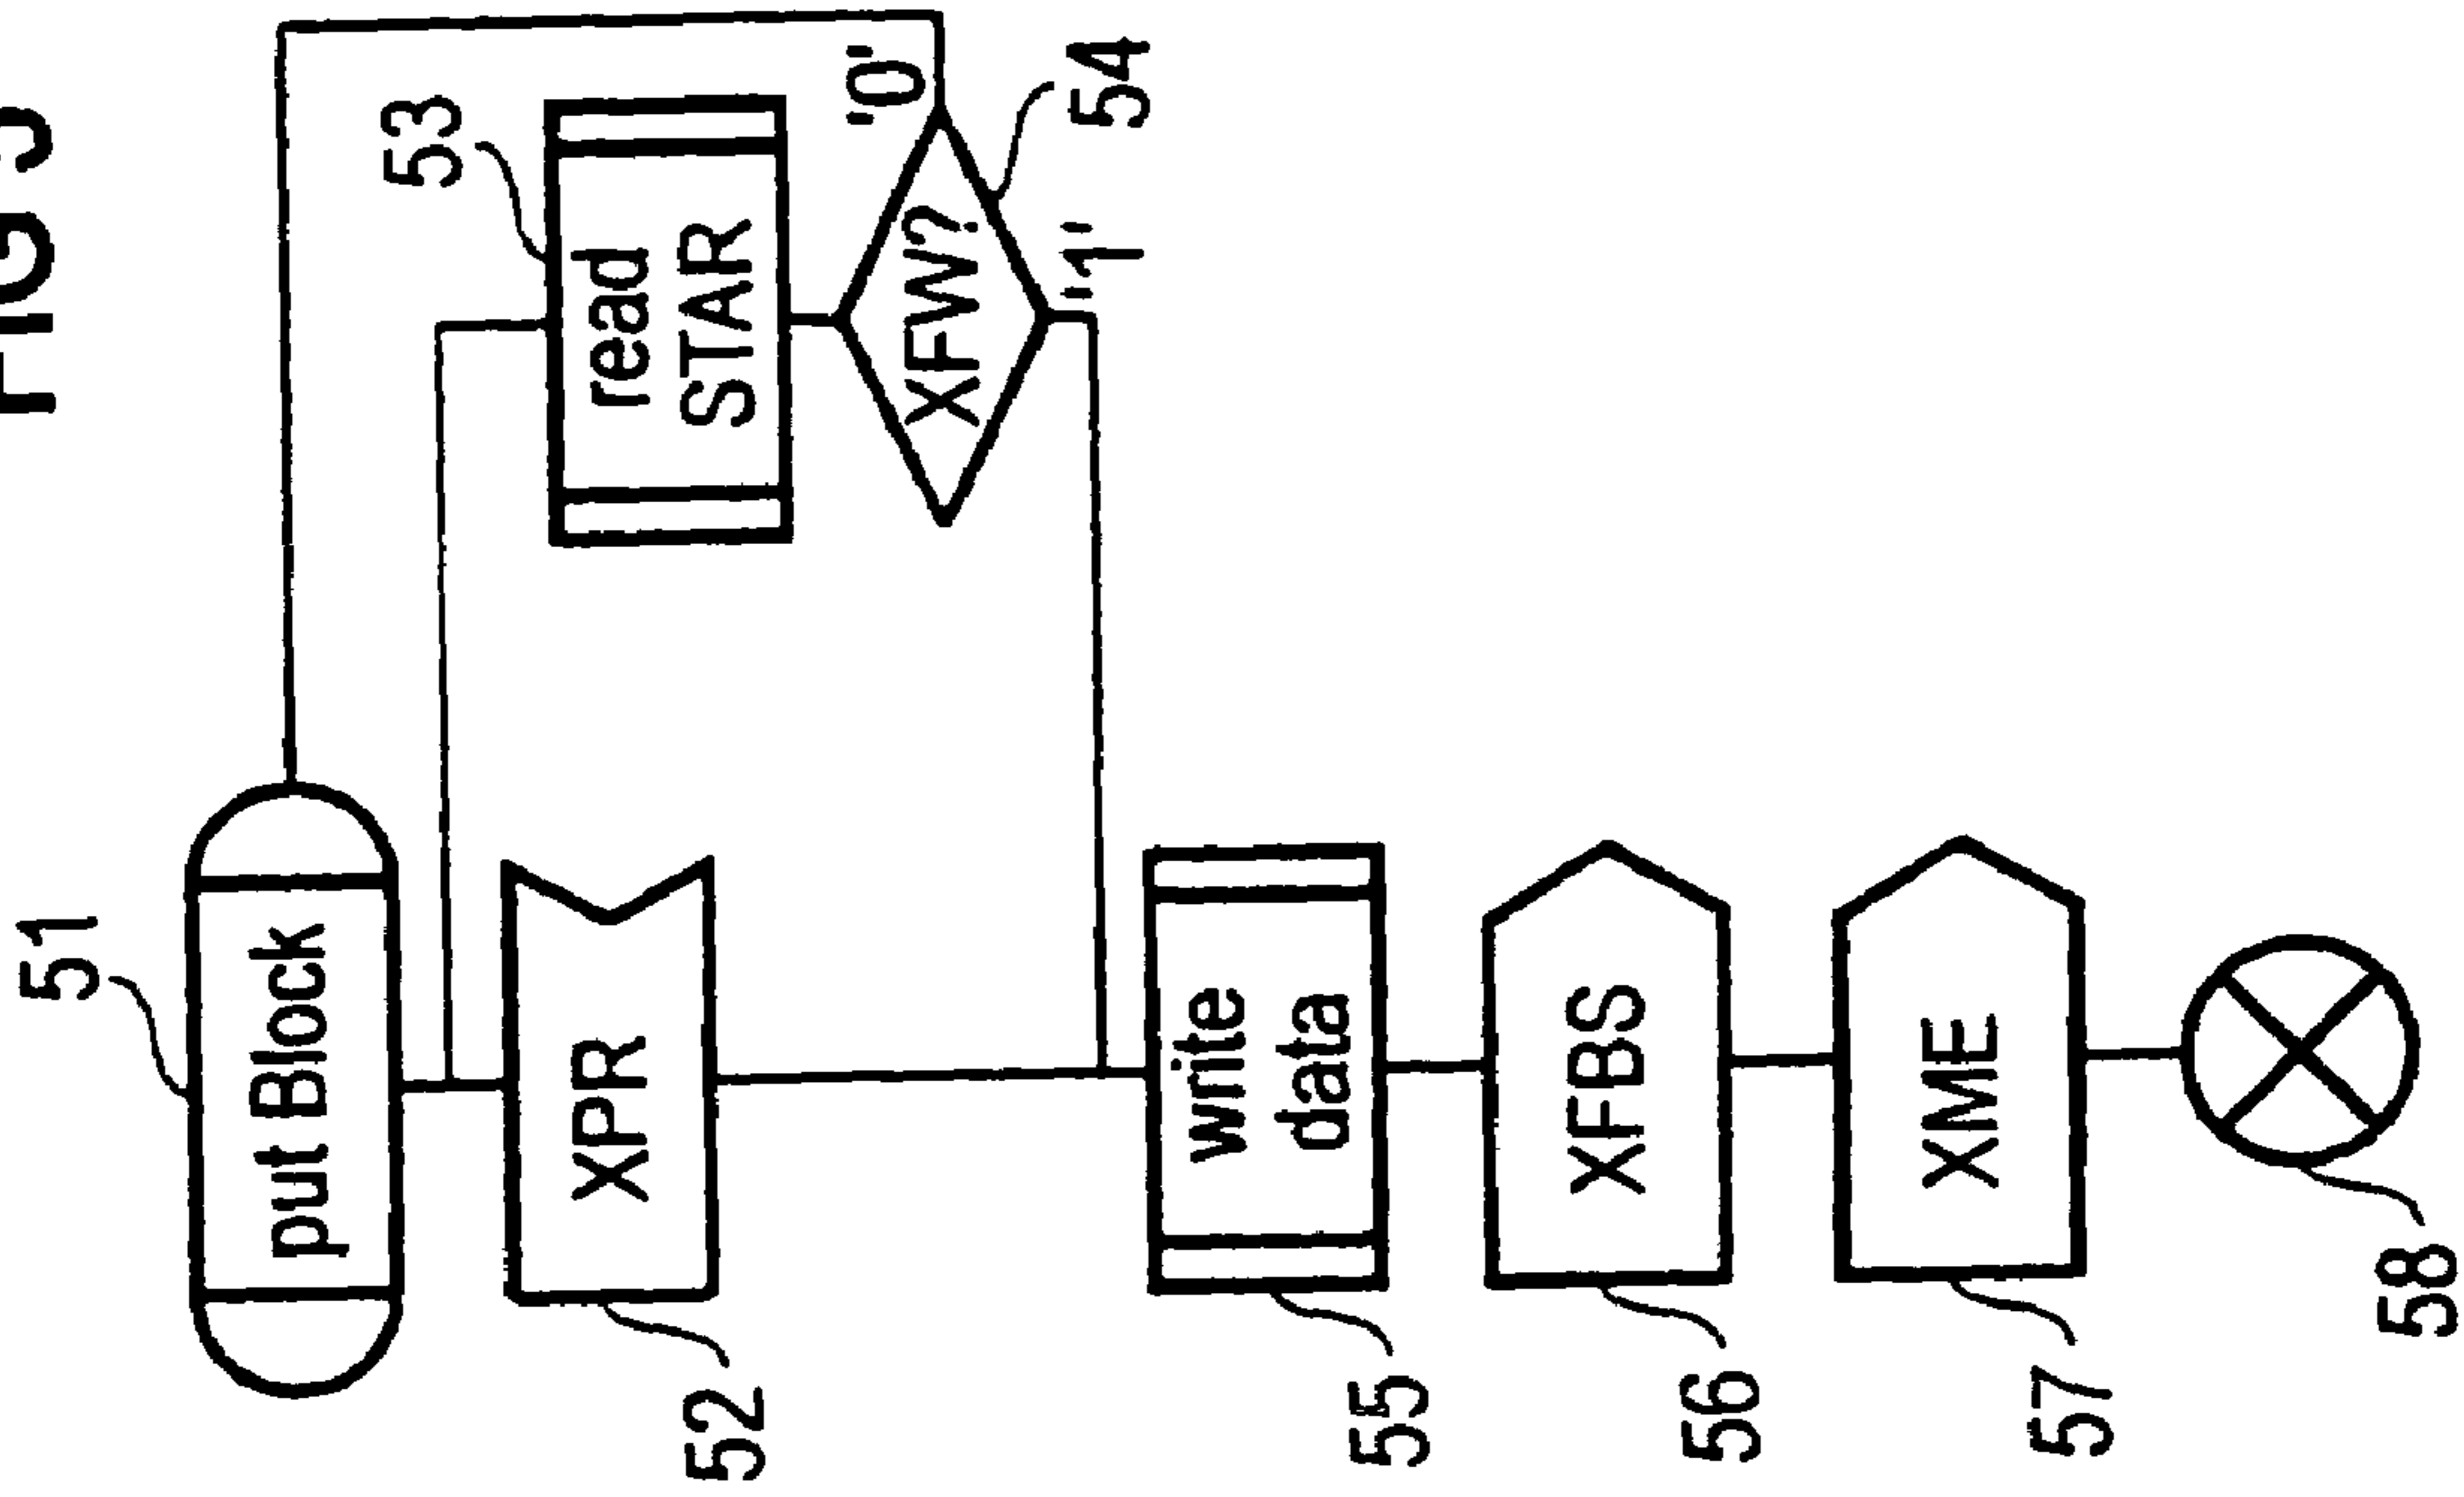 FIG
51
put Block
53
XPR
52
read
STAR
'0'
XFW?
54
'1'
write
data
55
XFBS
56
XME
57
58